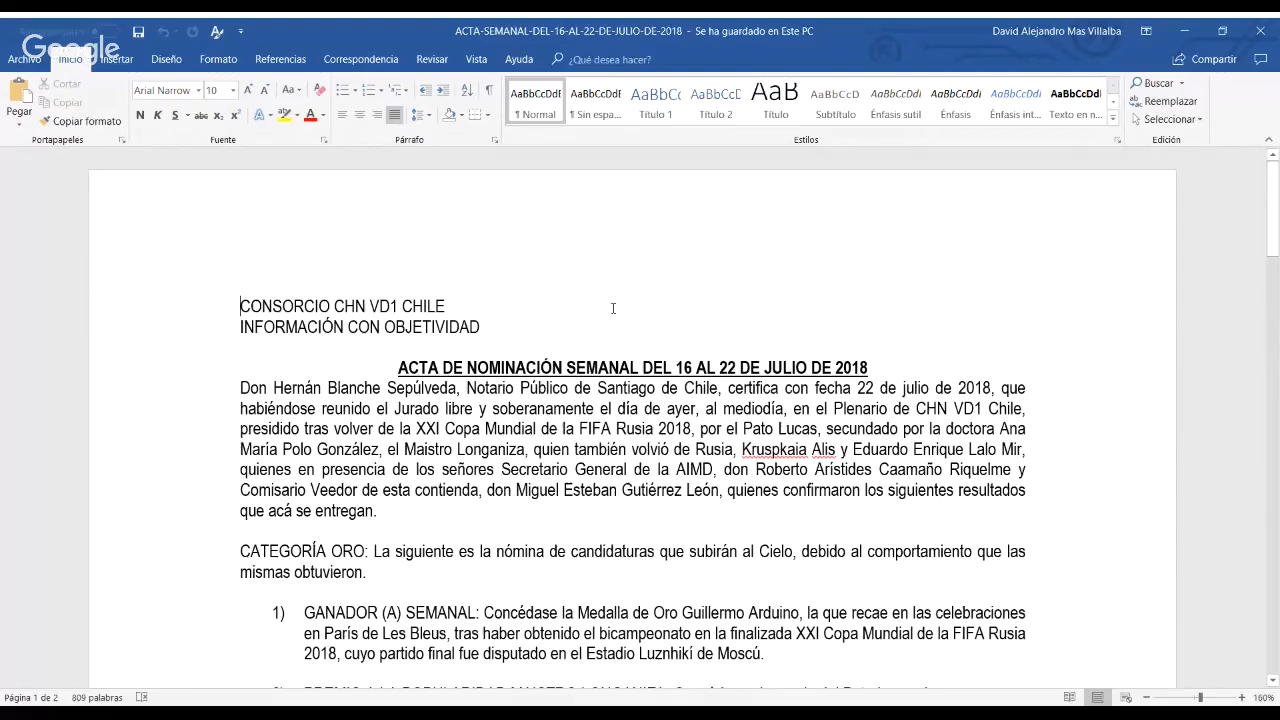 Google
ACTA-SEMANAL-DEL-16-AL-22-DE-JULIO-DE-2018 - Se ha guardado en Este PC
David Alejandro Mas Villalba
Archivo Inicio Insertar Diseño Formato Referencias Correspondencia Revisar Vista Ayuda ¿Qué desea hacer? Compartir
Pegar
Cortar
Copiar
Copiar formato
Portapapeles
Arial Narrow 10
N K S abc X₂ X²
Fuente
Párrafo
AaBbCcDdE ¶ Normal
AaBbCcDdE ¶ Sin espa...
AaBbCc Título 1
AaBbCcD Título 2
AaB Título
AaBbCcD Subtítulo
AaBbCcDdI Énfasis sutil
AaBbCcDdI Énfasis
AaBbCcDdI Énfasis int...
AaBbCcDdI Texto en n...
Estilos
Buscar
Reemplazar
Seleccionar
Edición
CONSORCIO CHN VD1 CHILE
INFORMACIÓN CON OBJETIVIDAD
ACTA DE NOMINACIÓN SEMANAL DEL 16 AL 22 DE JULIO DE 2018
Don Hernán Blanche Sepúlveda, Notario Público de Santiago de Chile, certifica con fecha 22 de julio de 2018, que
habiéndose reunido el Jurado libre y soberanamente el día de ayer, al mediodía, en el Plenario de CHN VD1 Chile,
presidido tras volver de la XXI Copa Mundial de la FIFA Rusia 2018, por el Pato Lucas, secundado por la doctora Ana
María Polo González, el Maistro Longaniza, quien también volvió de Rusia, Kruspkaia Alis y Eduardo Enrique Lalo Mir,
quienes en presencia de los señores Secretario General de la AIMD, don Roberto Arístides Caamaño Riquelme y
Comisario Veedor de esta contienda, don Miguel Esteban Gutiérrez León, quienes confirmaron los siguientes resultados
que acá se entregan.
CATEGORÍA ORO: La siguiente es la nómina de candidaturas que subirán al Cielo, debido al comportamiento que las
mismas obtuvieron.
1) GANADOR (A) SEMANAL: Concédase la Medalla de Oro Guillermo Arduino, la que recae en las celebraciones
en París de Les Bleus, tras haber obtenido el bicampeonato en la finalizada XXI Copa Mundial de la FIFA Rusia
2018, cuyo partido final fue disputado en el Estadio Luznhikí de Moscú.
Página 1 de 2 809 palabras 160%